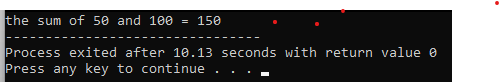 the sum of 50 and 100 = 150
--------------------------------
Process exited after 10.13 seconds with return value 0
Press any key to continue . . .